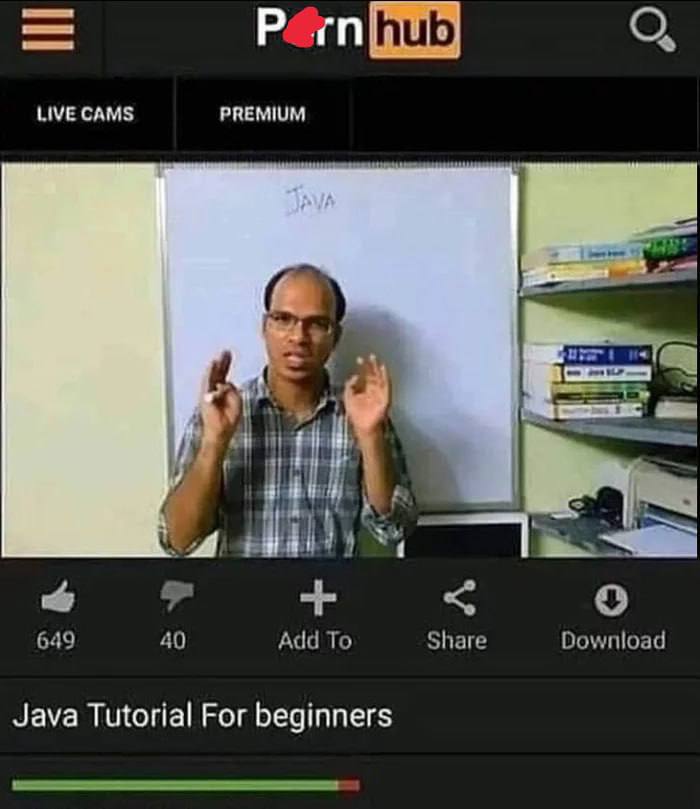 P rn hub
LIVE CAMS PREMIUM
JAVA
649 40 Add To Share Download
Java Tutorial For beginners